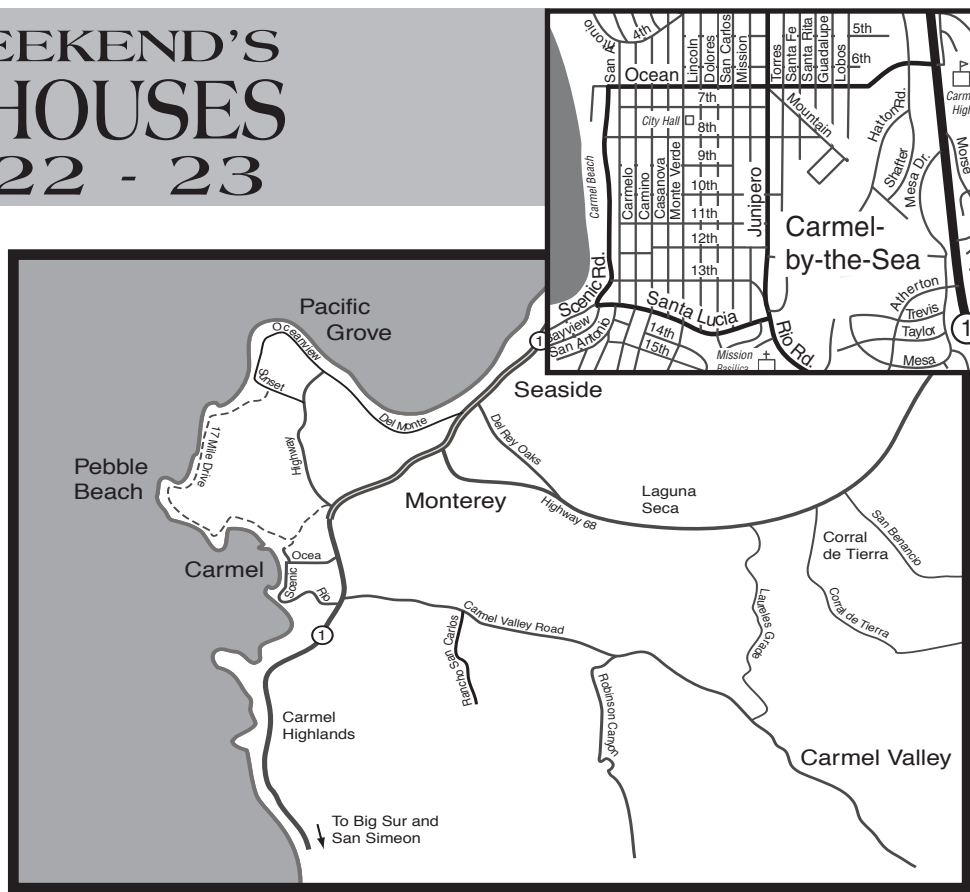 EEKEND'S
HOUSES
22 - 23
4th
San A
Ocean
Lincoln
Dolores
San Carlos
Mission
Torres
Santa Fe
Santa Rita
Guadalupe
Lobos
5th
6th
7th
City Hall
8th
9th
10th
11th
12th
13th
Carmel Beach
Carmelo
Camino
Casanova
Monte Verde
Junipero
Mountain
Hatton Rd.
Shafter
Mesa Dr.
Morse
Carm
High
Carmel-
by-the-Sea
Scenic Rd.
Santa Lucia
Rio Rd.
Bayview
San Antonio
14th
15th
Mission
Basilica
Atherton
Trevis
Taylor
Mesa
1
Pacific
Grove
Oceanview
Sunset
Del Monte
1
Seaside
17 Mile Drive
Highway
Del Rey Oaks
Pebble
Beach
Monterey
Highway 68
Laguna
Seca
San Benancio
Corral
de Tierra
Corral de Tierra
Carmel
Ocea
Scenic
Rio
1
Carmel Valley Road
Rancho San Carlos
Laureles Grade
Robinson Canyon
Carmel
Highlands
Carmel Valley
To Big Sur and
San Simeon